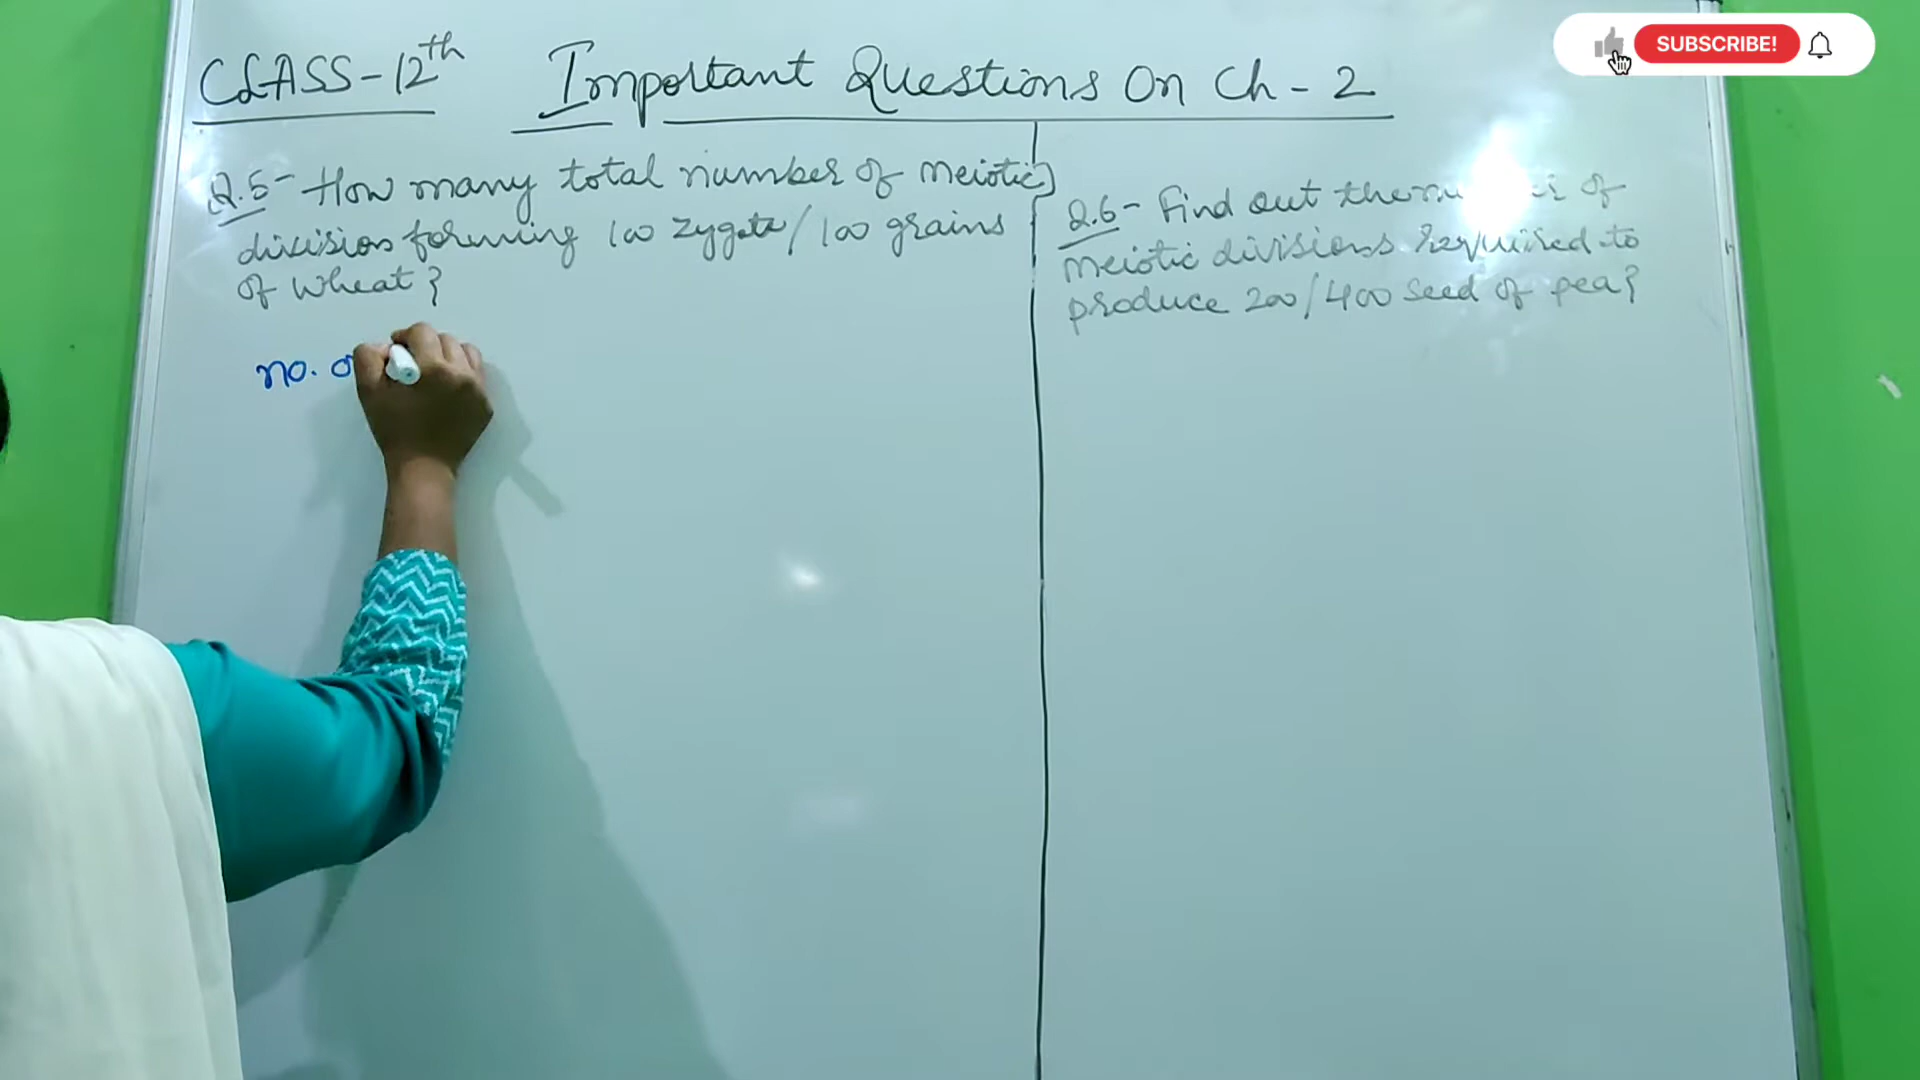 CLASS-12th Important Questions On Ch-2
Q.5- How many total number of meiotic
division forming 100 zygote/100 grains
of wheat?
no. o
Q.6- Find out the of
meiotic divisions required to
produce 200/400 seed of pea?
SUBSCRIBE!